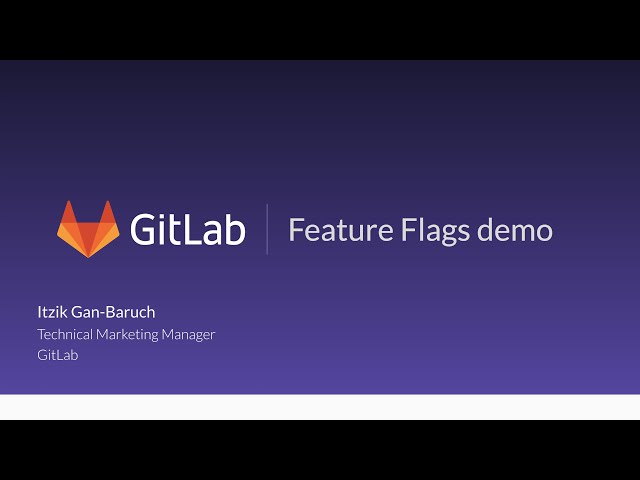 GitLab Feature Flags demo
Itzik Gan-Baruch
Technical Marketing Manager
GitLab